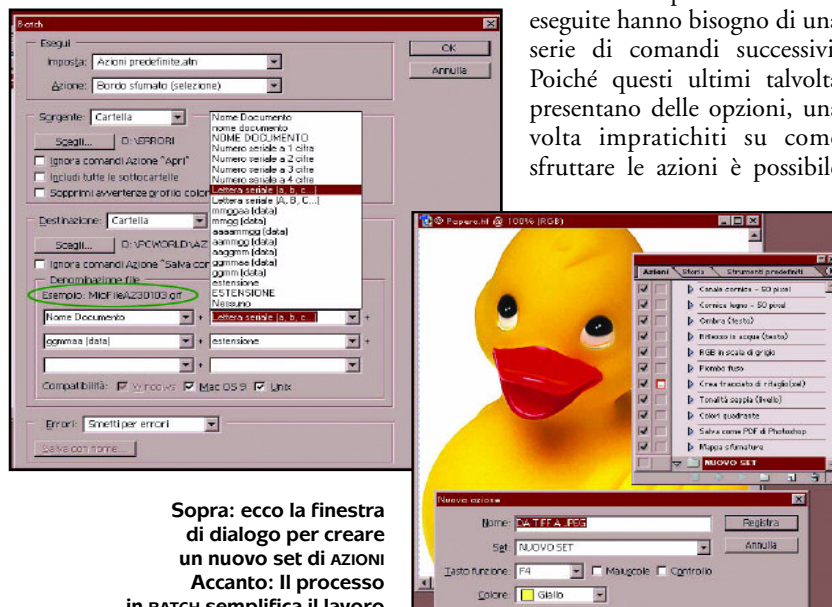 eseguite hanno bisogno di una
serie di comandi successivi
Poiché questi ultimi talvolta
presentano delle opzioni, una
volta impratichiti su come
sfruttare le azioni è possibile
Batch
Esegui
Imposta: Azioni predefinite.atn
Azione: Bordo sfumato (selezione)
OK
Annulla
Sorgente: Cartella
Scegli...
Ignora comandi Azione "Apri"
Includi tutte le sottocartelle
Sopprimi avvertenze profilo color
Nome Documento
nome documento
NOME DOCUMENTO
Numero seriale a 1 cifra
Numero seriale a 2 cifre
Numero seriale a 3 cifre
Numero seriale a 4 cifre
Lettera seriale (a, b, c...)
Lettera seriale (A, B, C...)
mmggaa (data)
mmgg (data)
aaaammgg (data)
aammgg (data)
aaggmm (data)
ggmmaa (data)
ggmm (data)
estensione
ESTENSIONE
Nessuno
Destinazione: Cartella
Scegli... D:\PCWORLD\AZ
Ignora comandi Azione "Salva con
Denominazione file
Esempio: MioFileAZ30103.gif
Nome Documento + Lettera seriale (a, b, c...) +
ggmmaa (data) + estensione +
+
Compatibilità: Windows Mac OS 9 Unix
Errori: Smetti per errori
Salva con nome...
@ 100% (RGB)
Azioni Storia Strumenti predefiniti
Canale cornice - 50 pixel
Cornice legno - 50 pixel
Ombra (testo)
Riflesso in acqua (testo)
RGB in scala di grigio
Piombo fuso
Crea tracciato di ritaglio (sel)
Tonalità seppia (livello)
Colori quadrante
Salva come PDF di Photoshop
Mappa sfumatura
NUOVO SET
Nuova azione
Nome: DA TIFF A JPEG
Registra
Set: NUOVO SET
Annulla
Tasto funzione: F4 Maiuscole Controllo
Colore: Giallo
Sopra: ecco la finestra
di dialogo per creare
un nuovo set di AZIONI
Accanto: Il processo
in BATCH semplifica il lavoro